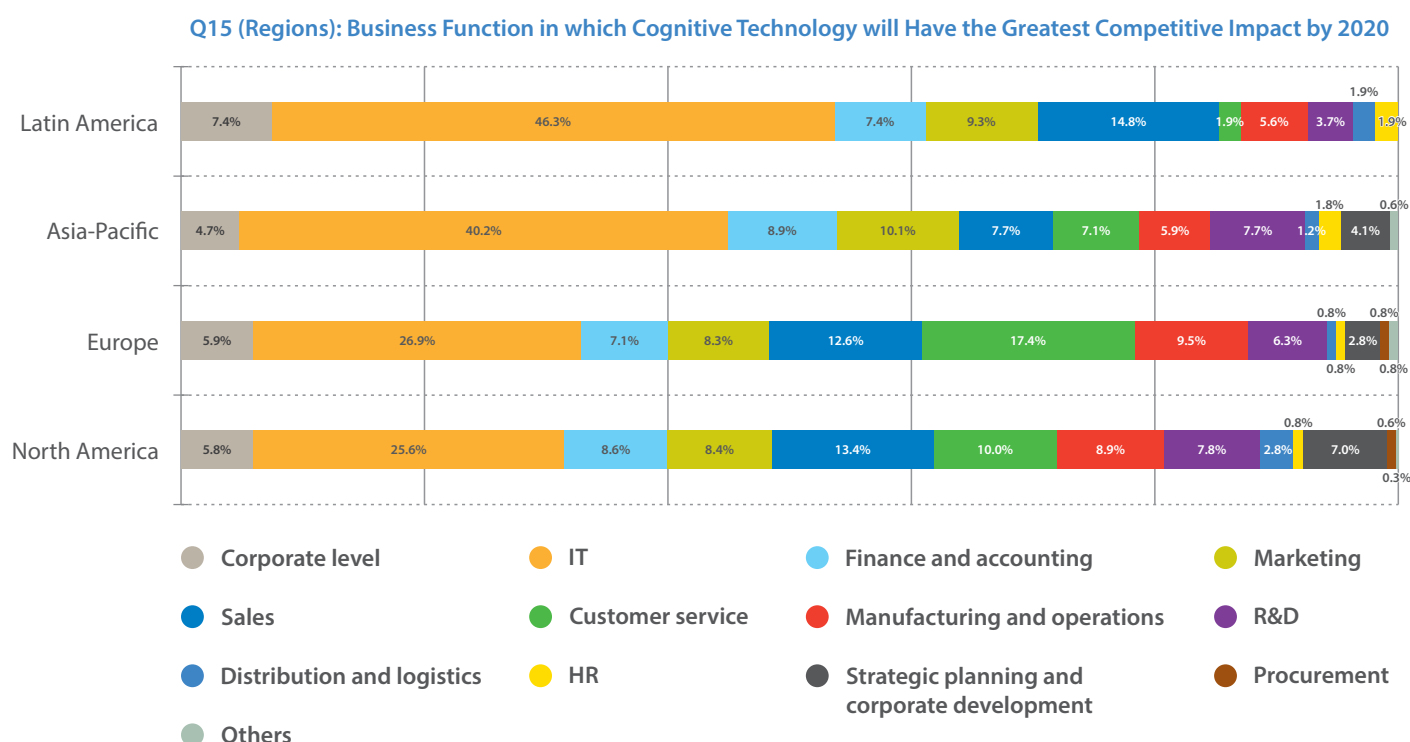 Q15 (Regions): Business Function in which Cognitive Technology will Have the Greatest Competitive Impact by 2020
1.9%
Latin America 7.4% 46.3% 7.4% 9.3% 14.8% 1.9% 5.6% 3.7% 1.9%
1.8% 0.6%
Asia-Pacific 4.7% 40.2% 8.9% 10.1% 7.7% 7.1% 5.9% 7.7% 1.2% 4.1%
0.8% 0.8%
Europe 5.9% 26.9% 7.1% 8.3% 12.6% 17.4% 9.5% 6.3% 2.8%
0.8% 0.8%
0.8% 0.6%
North America 5.8% 25.6% 8.6% 8.4% 13.4% 10.0% 8.9% 7.8% 2.8% 7.0%
0.3%
Corporate level IT Finance and accounting Marketing
Sales Customer service Manufacturing and operations R&D
Distribution and logistics HR Strategic planning and Procurement
corporate development
Others